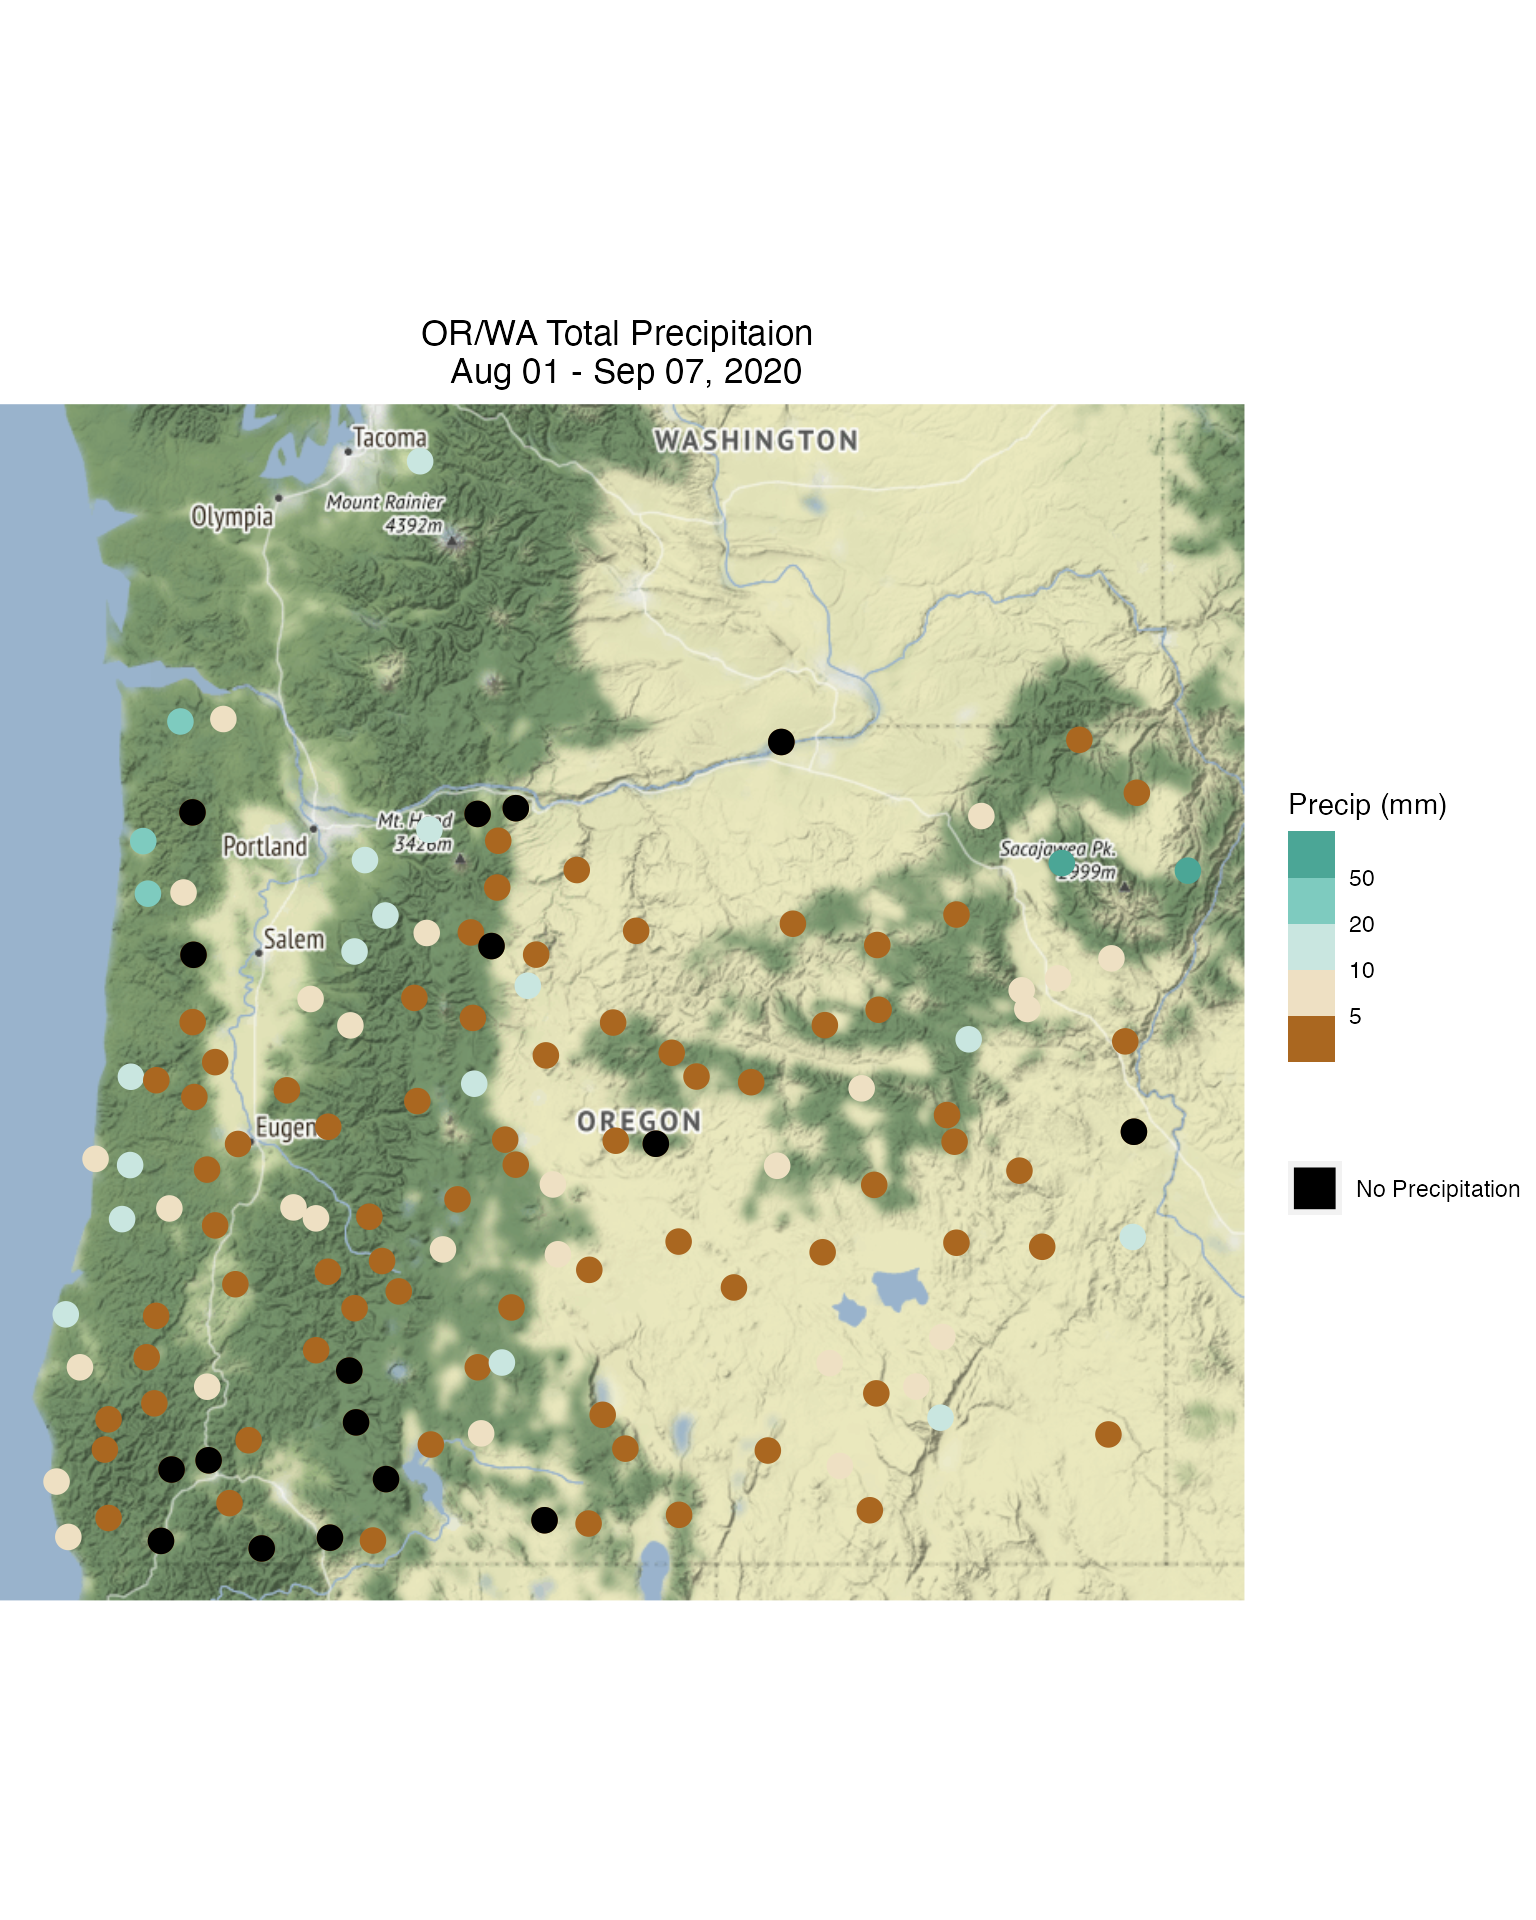 OR/WA Total Precipitaion
Aug 01 - Sep 07, 2020
Tacoma
WASHINGTON
Mount Rainier
4392m
Olympia
Mt. Hood
3426m
Portland
Sacajawea Pk.
2999m
Salem
OREGON
Eugen
Precip (mm)
50
20
10
5
No Precipitation